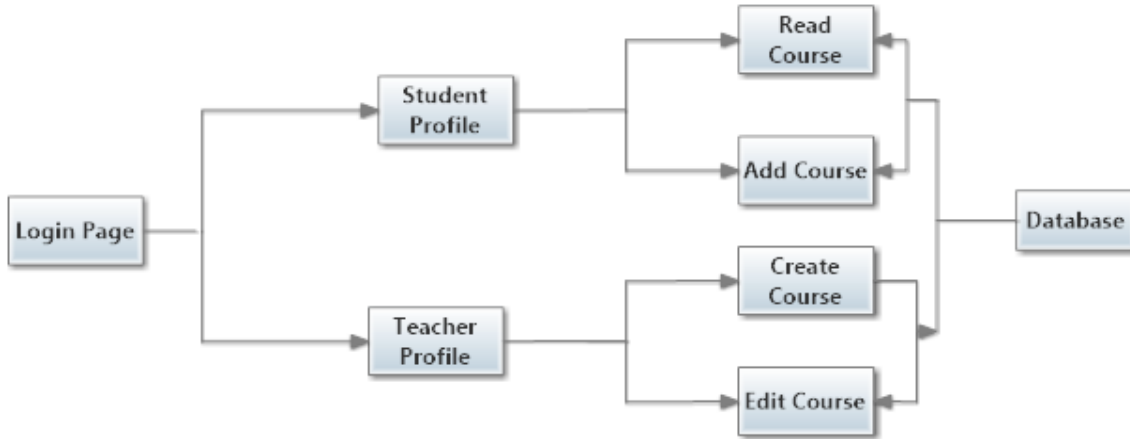 Read
Course
Student
Profile
Add Course
Login Page
Database
Create
Course
Teacher
Profile
Edit Course